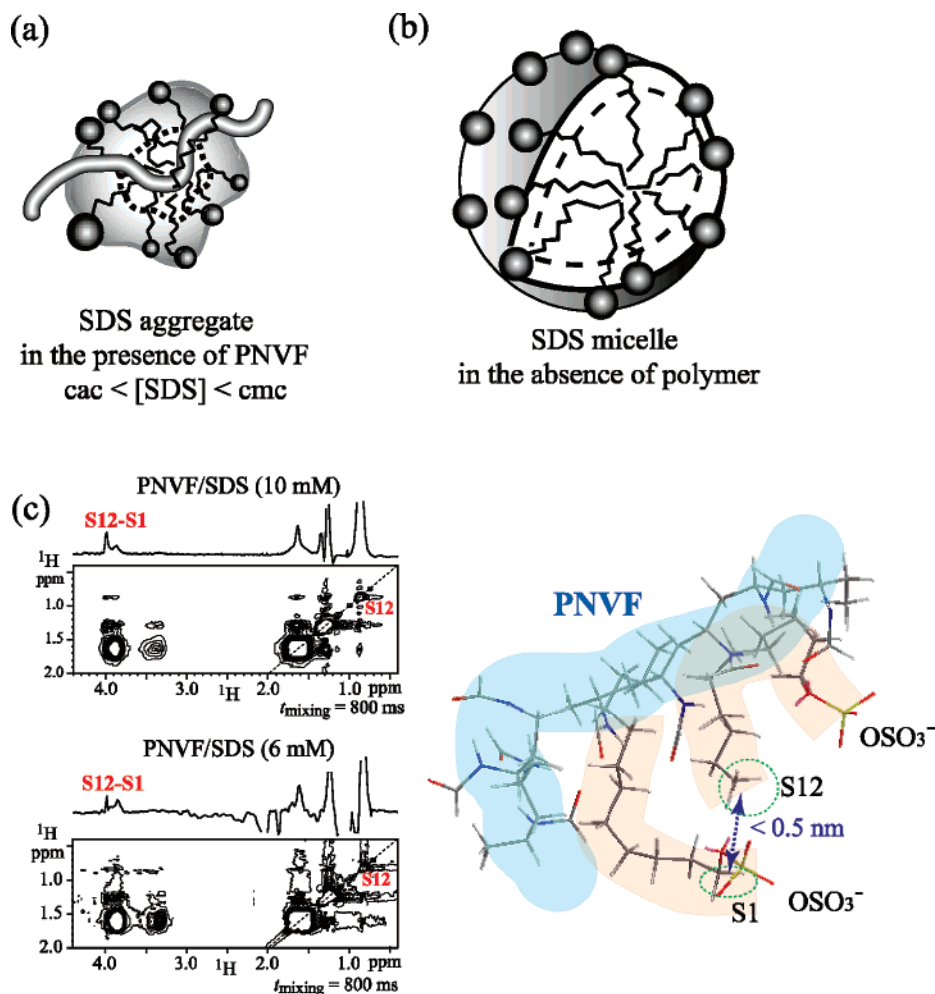 (a)
(b)
SDS aggregate
in the presence of PNVF
cac < [SDS] < cmc
SDS micelle
in the absence of polymer
(c)
PNVF/SDS (10 mM)
S12-S1
¹H
ppm
1.0
1.5
2.0
S12
4.0 3.0 ¹H 2.0 1.0 ppm
tmixing = 800 ms
PNVF/SDS (6 mM)
S12-S1
¹H
ppm
1.0
1.5
2.0
S12
4.0 3.0 ¹H 2.0 1.0 ppm
tmixing = 800 ms
PNVF
OSO₃⁻
S12
< 0.5 nm
S1
OSO₃⁻